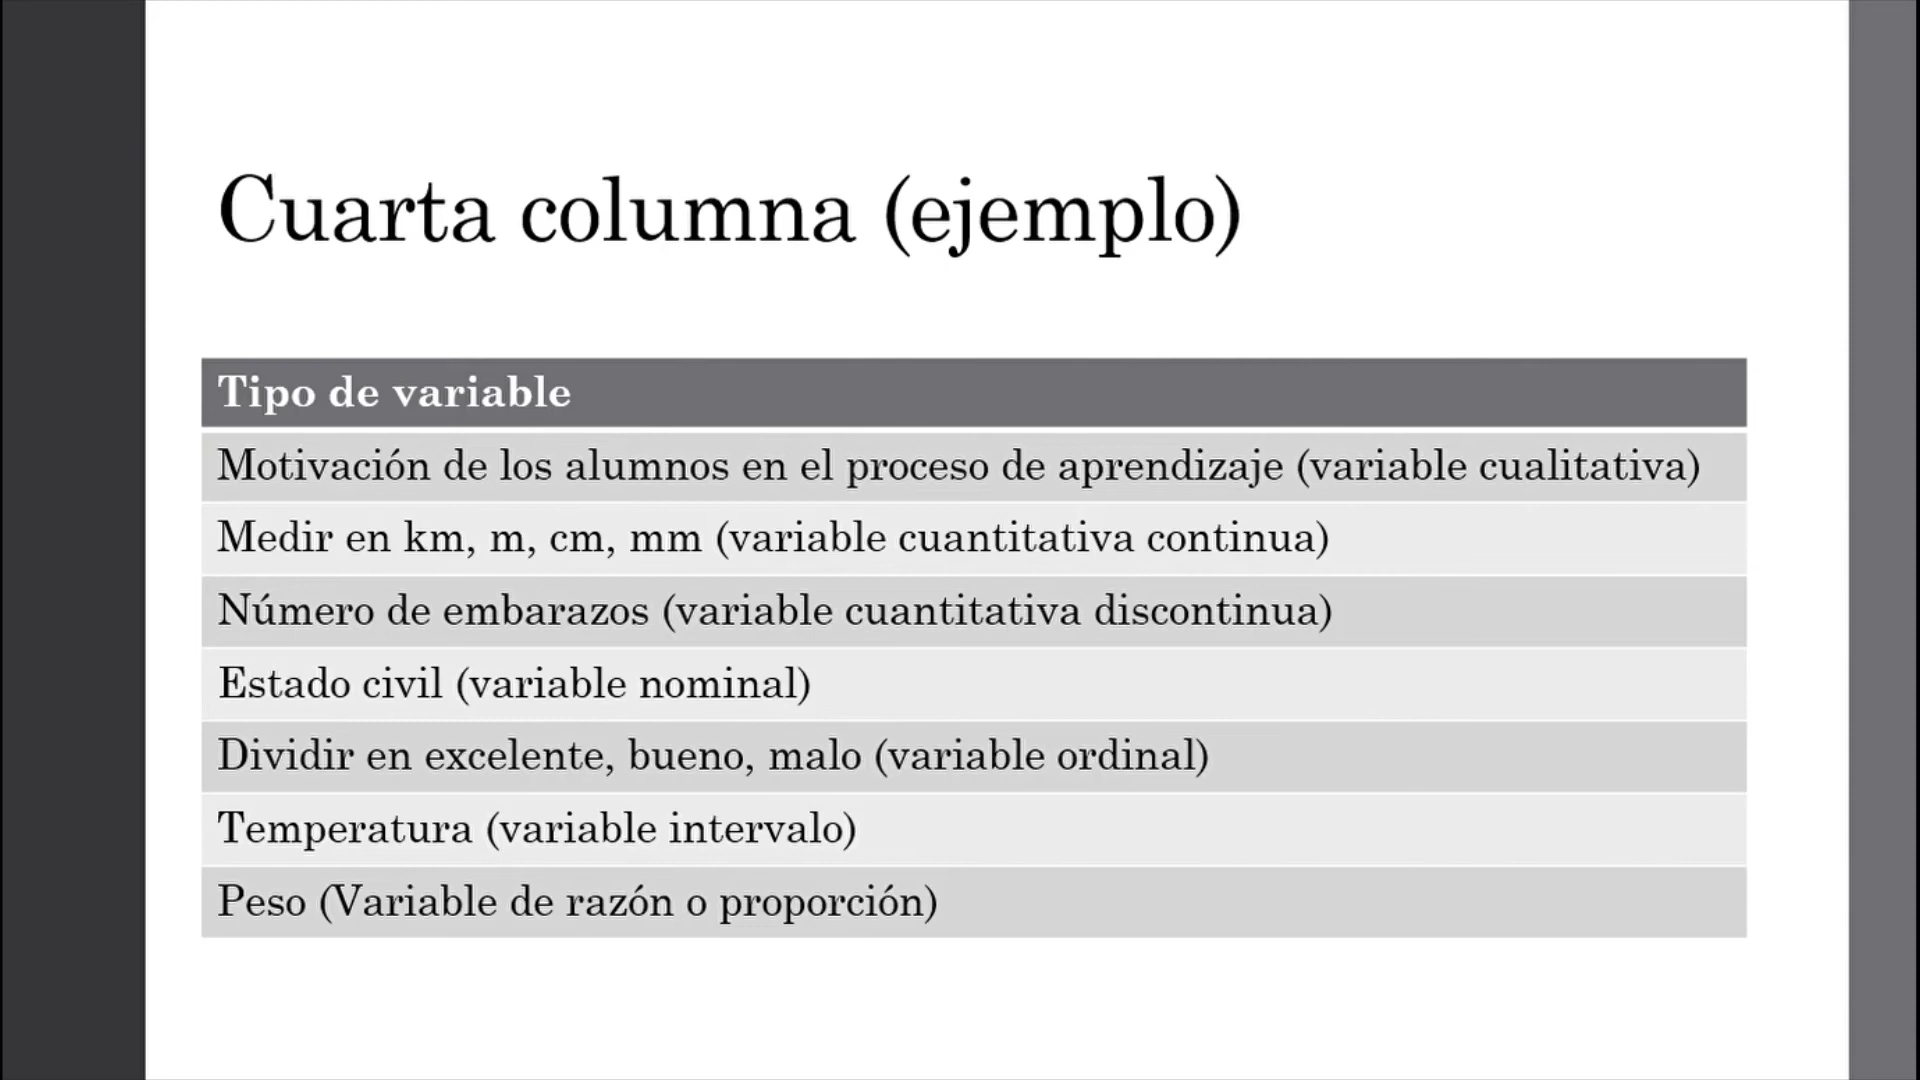 Cuarta columna (ejemplo)
Tipo de variable
Motivación de los alumnos en el proceso de aprendizaje (variable cualitativa)
Medir en km, m, cm, mm (variable cuantitativa continua)
Número de embarazos (variable cuantitativa discontinua)
Estado civil (variable nominal)
Dividir en excelente, bueno, malo (variable ordinal)
Temperatura (variable intervalo)
Peso (Variable de razón o proporción)